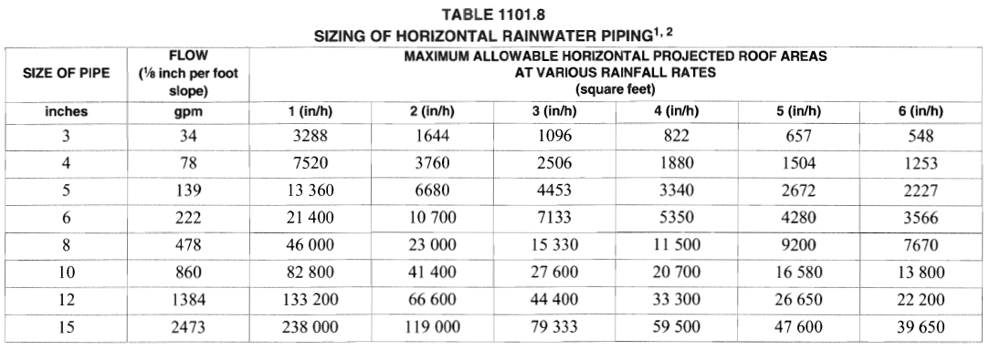 TABLE 1101.8
SIZING OF HORIZONTAL RAINWATER PIPING1, 2
SIZE OF PIPE FLOW (1/8 inch per foot slope) MAXIMUM ALLOWABLE HORIZONTAL PROJECTED ROOF AREAS AT VARIOUS RAINFALL RATES (square feet)
inches gpm 1 (in/h) 2 (in/h) 3 (in/h) 4 (in/h) 5 (in/h) 6 (in/h)
3 34 3288 1644 1096 822 657 548
4 78 7520 3760 2506 1880 1504 1253
5 139 13 360 6680 4453 3340 2672 2227
6 222 21 400 10 700 7133 5350 4280 3566
8 478 46 000 23 000 15 330 11 500 9200 7670
10 860 82 800 41 400 27 600 20 700 16 580 13 800
12 1384 133 200 66 600 44 400 33 300 26 650 22 200
15 2473 238 000 119 000 79 333 59 500 47 600 39 650